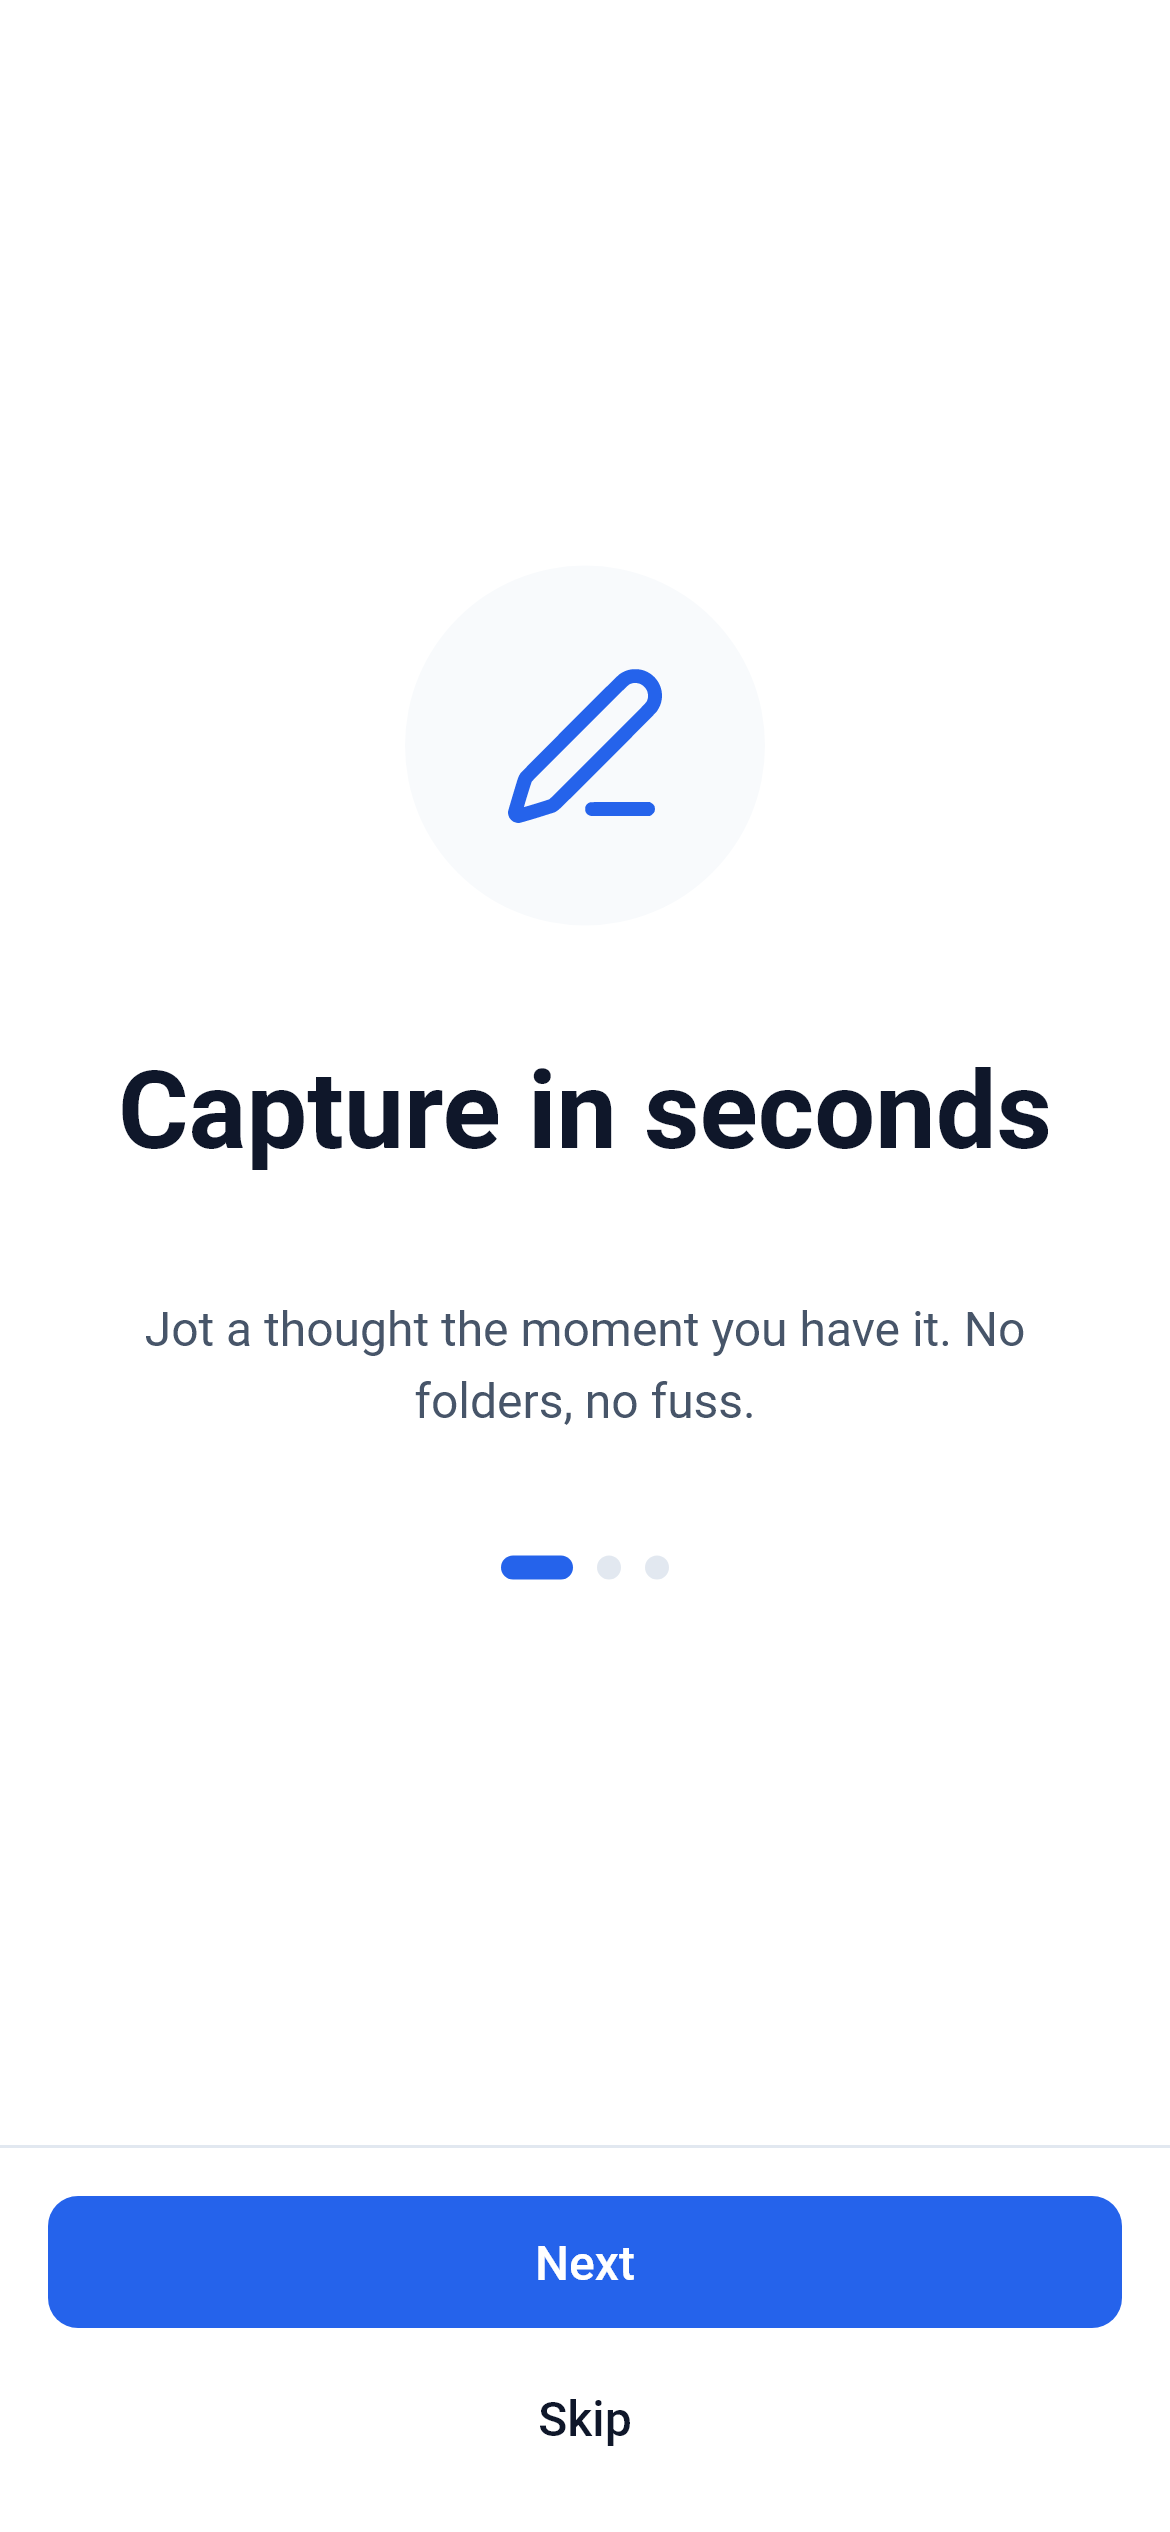 Capture in seconds
Jot a thought the moment you have it. No
folders, no fuss.
Next
Skip